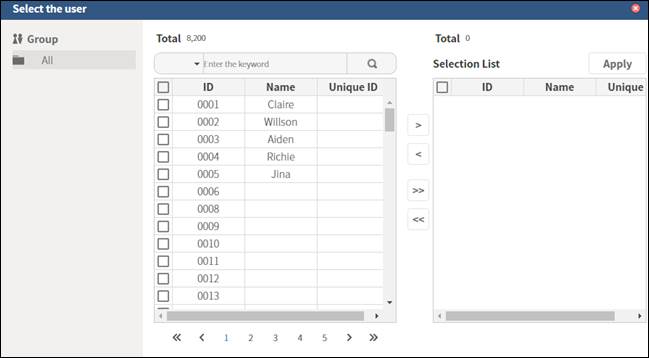 Select the user
Group
All
Total 8,200
Enter the keyword
ID Name Unique ID
0001 Claire
0002 Willson
0003 Aiden
0004 Richie
0005 Jina
0006
0008
0009
0010
0011
0012
0013
1 2 3 4 5
>
<
>>
<<
Total 0
Selection List Apply
ID Name Unique